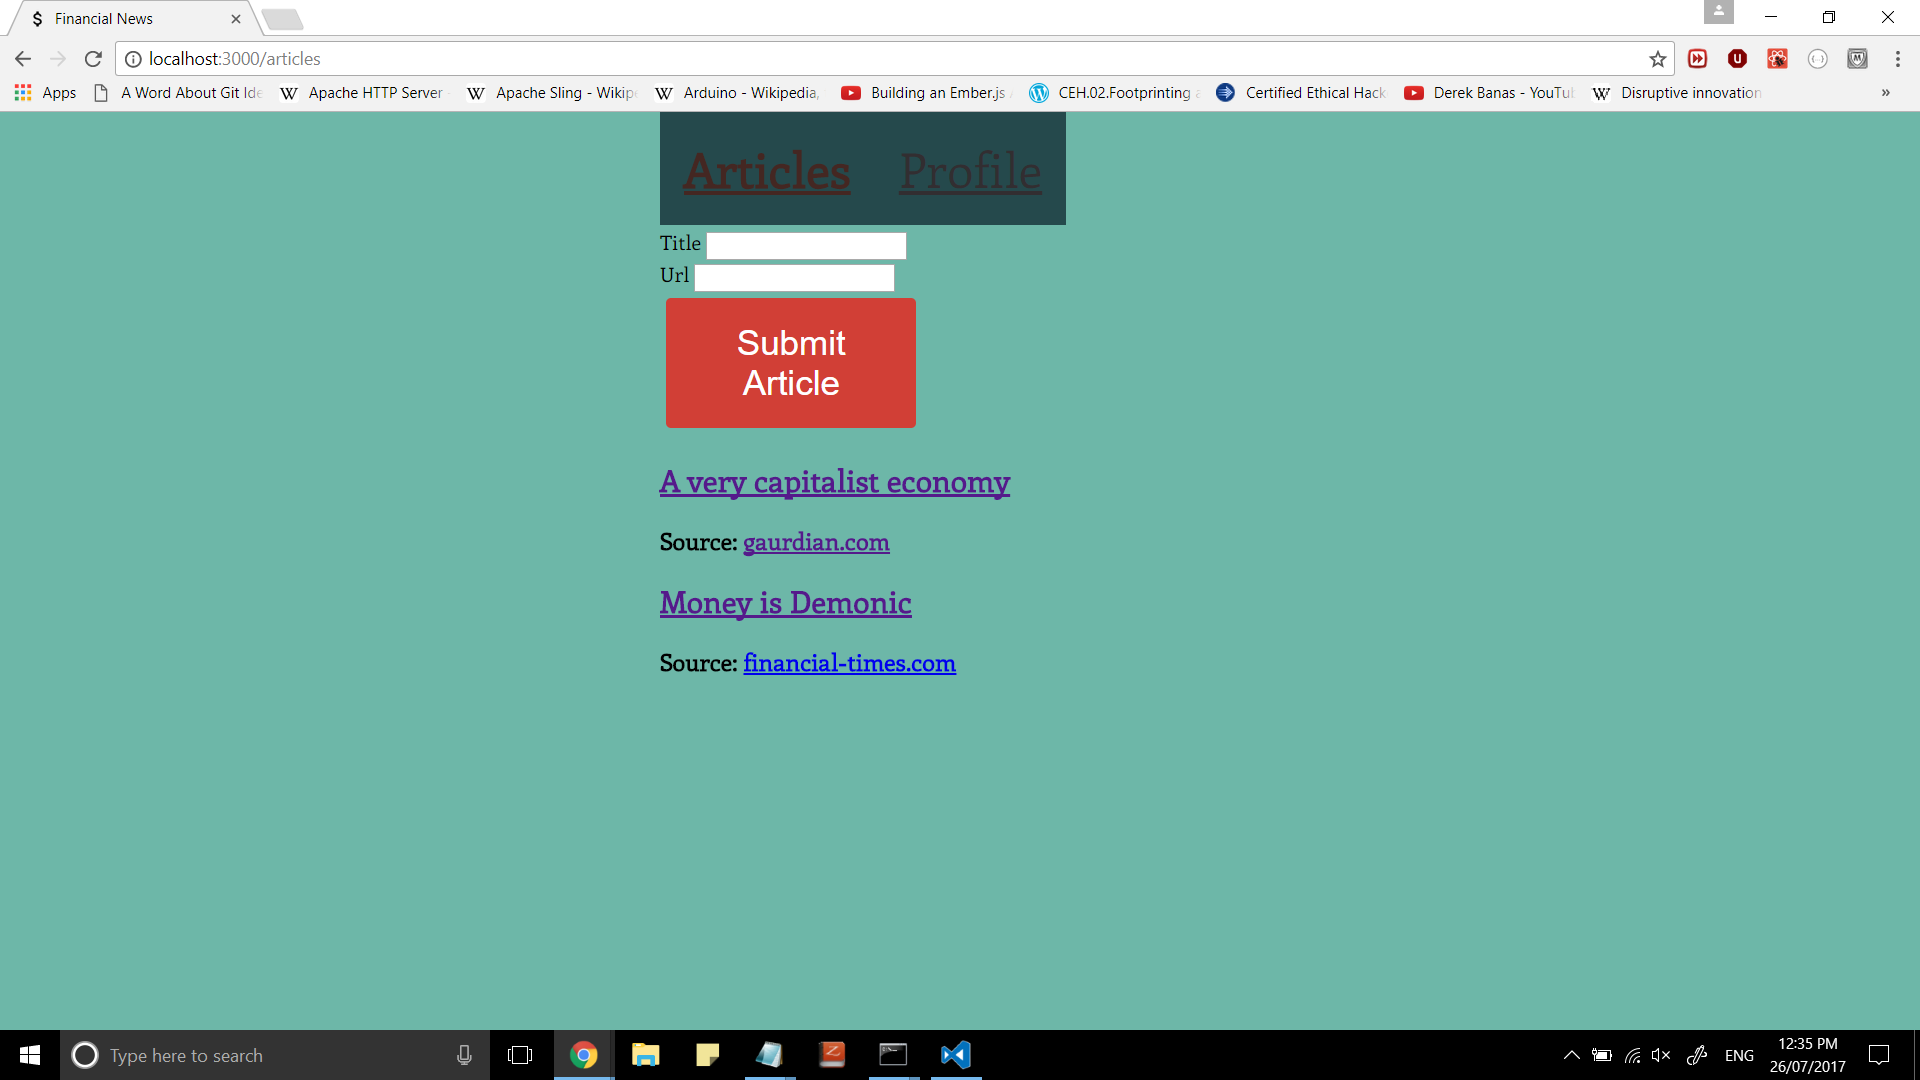 Financial News
localhost:3000/articles
Apps A Word About Git Ide Apache HTTP Server - Apache Sling - Wikip Arduino - Wikipedia, Building an Ember.js CEH.02.Footprinting Certified Ethical Hack Derek Banas - YouTu Disruptive innovation »
Articles Profile
Title
Url
Submit
Article
A very capitalist economy
Source: gaurdian.com
Money is Demonic
Source: financial-times.com
Type here to search
ENG
12:35 PM
26/07/2017